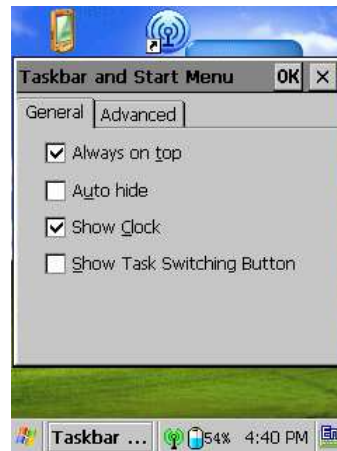 Taskbar and Start Menu OK ×
General Advanced
Always on top
Auto hide
Show Clock
Show Task Switching Button
Taskbar ... 54% 4:40 PM En